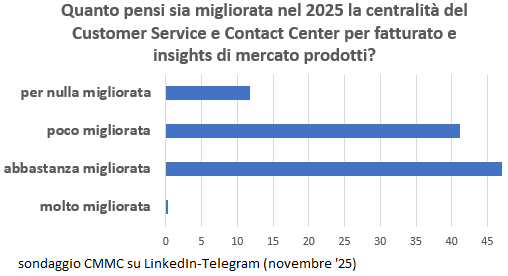 Quanto pensi sia migliorata nel 2025 la centralità del
Customer Service e Contact Center per fatturato e
insights di mercato prodotti?
per nulla migliorata
poco migliorata
abbastanza migliorata
molto migliorata
0 5 10 15 20 25 30 35 40 45
sondaggio CMMC su LinkedIn-Telegram (novembre '25)